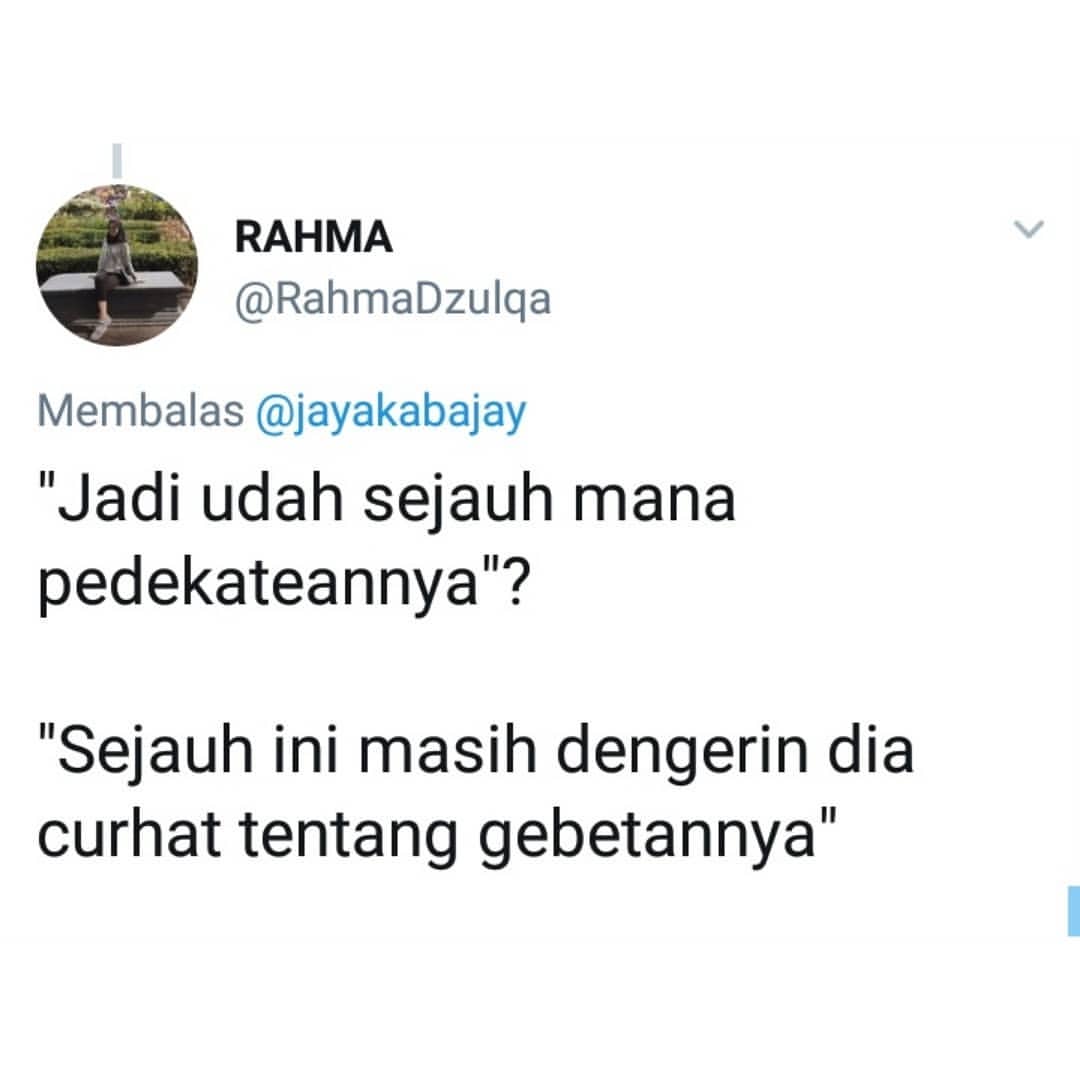 RAHMA
@RahmaDzulqa
Membalas @jayakabajay
"Jadi udah sejauh mana
pedekateannya"?
"Sejauh ini masih dengerin dia
curhat tentang gebetannya"